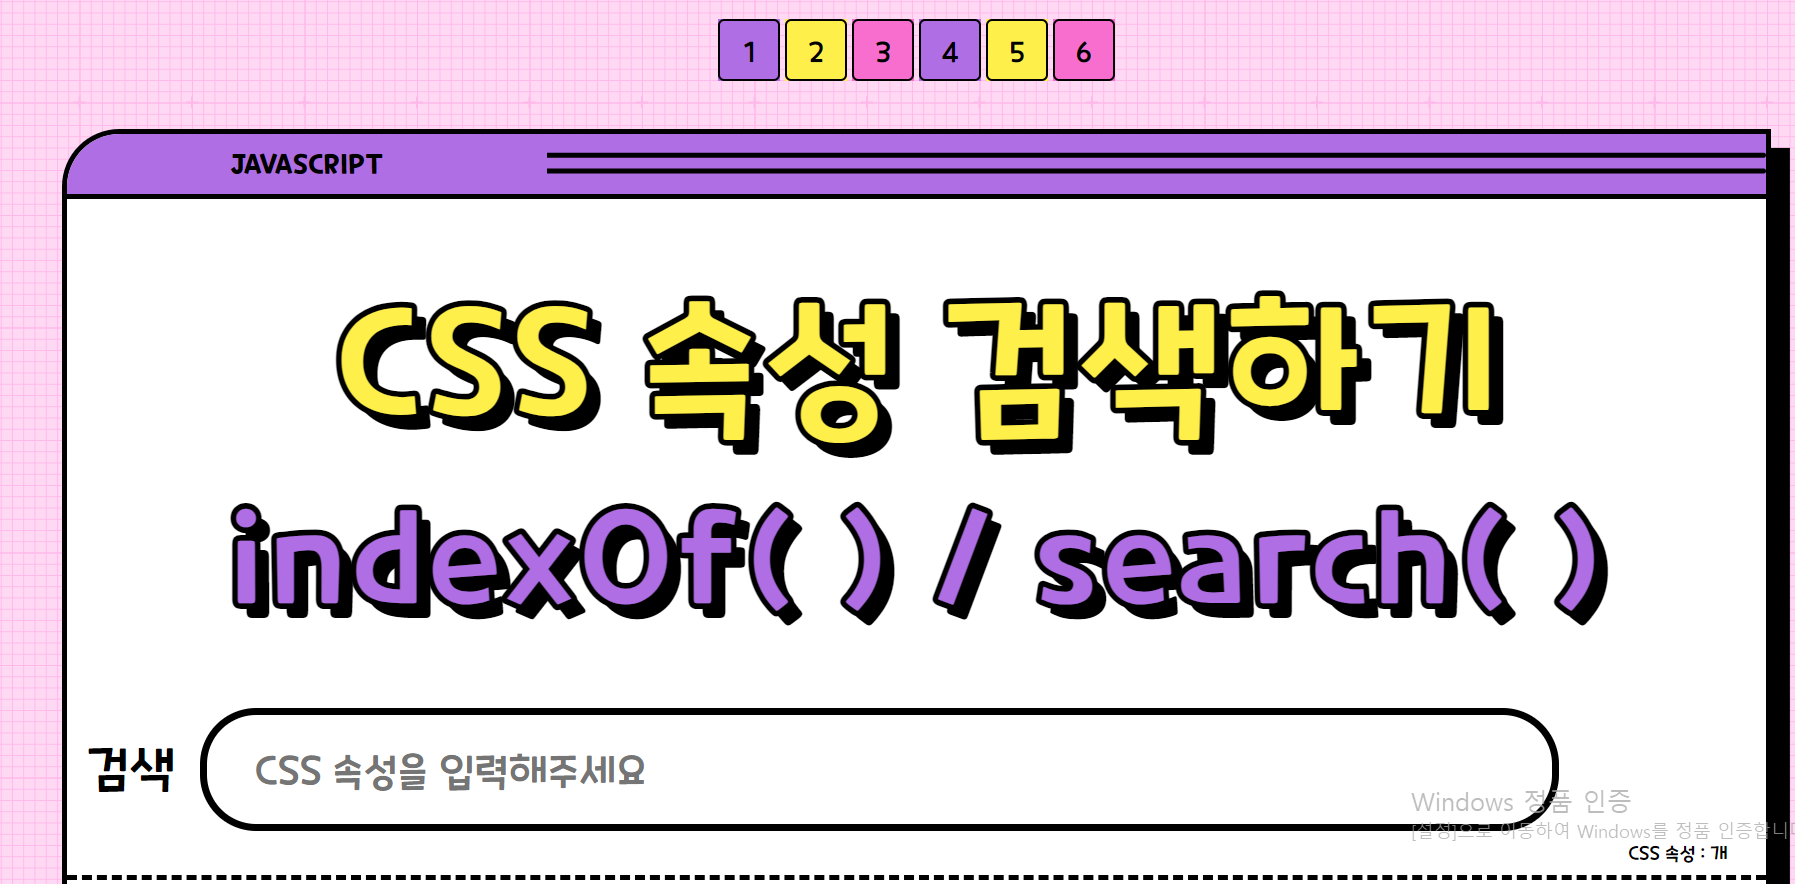 1 2 3 4 5 6
JAVASCRIPT
CSS 속성 검색하기
indexOf( ) / search( )
검색
CSS 속성을 입력해주세요
Windows 정품 인증
[설정]으로 이동하여 Windows를 정품 인증합니
CSS 속성 : 개